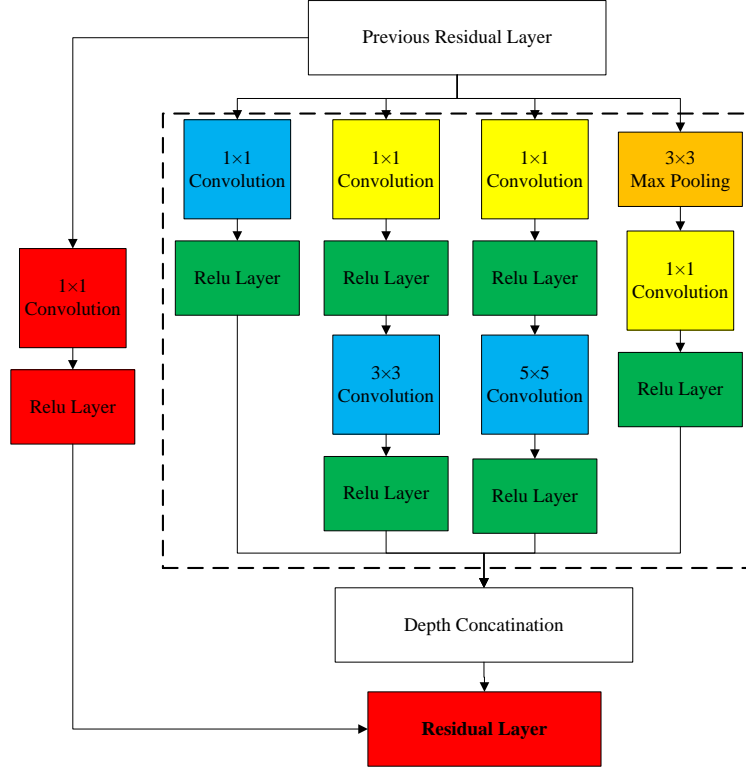 Previous Residual Layer
1×1
Convolution
1×1
Convolution
1×1
Convolution
3×3
Max Pooling
Relu Layer
Relu Layer
Relu Layer
1×1
Convolution
1×1
Convolution
3×3
Convolution
5×5
Convolution
Relu Layer
Relu Layer
Relu Layer
Relu Layer
Depth Concatination
Residual Layer